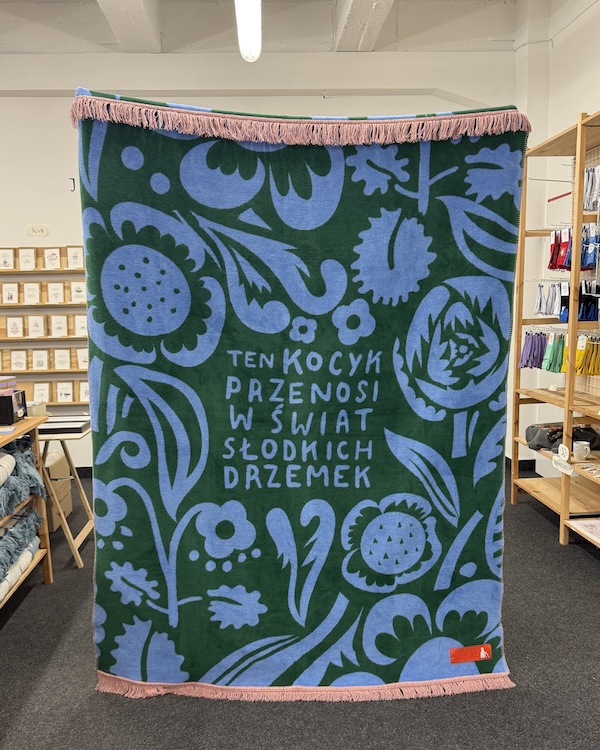 TEN KOCYK
PRZENOSI
W ŚWIAT
SŁODKICH
DRZEMEK